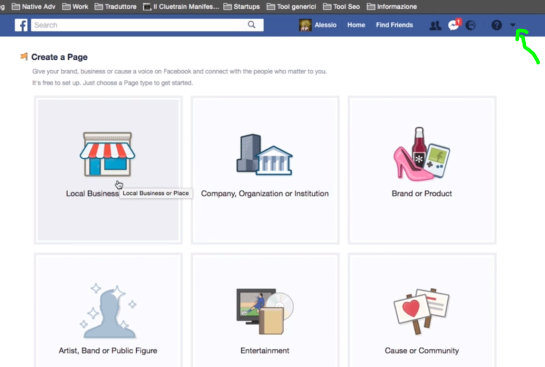 g Native Adv Work Traduttore Il Cluetrain Manifes... Startups Tool generici Tool Seo Informazione
f Search Alessio Home Find Friends
Create a Page
Give your brand, business or cause a voice on Facebook and connect with the people who matter to you.
It's free to set up. Just choose a Page type to get started.
Local Business Local Business or Place Company, Organization or Institution Brand or Product
Artist, Band or Public Figure Entertainment Cause or Community